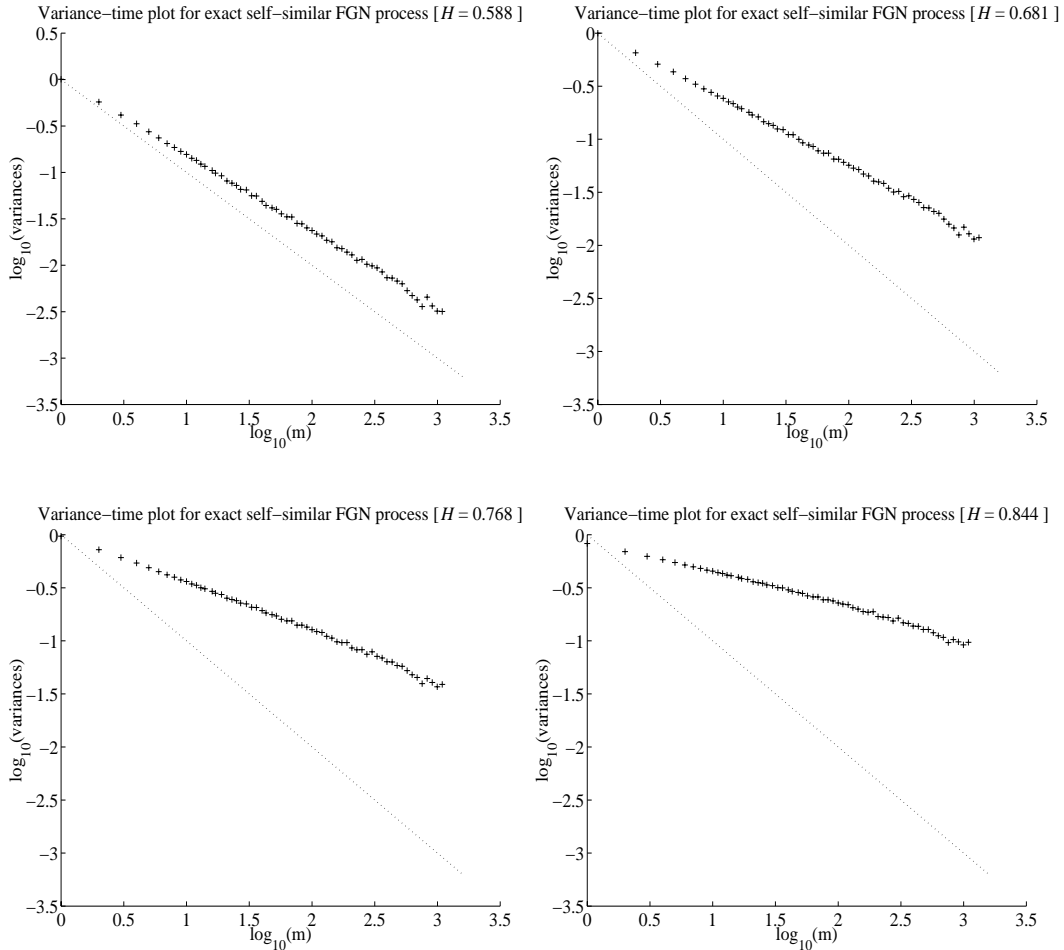 Variance−time plot for exact self−similar FGN process [ H = 0.588 ]
0.5
0
−0.5
−1
−1.5
−2
−2.5
−3
−3.5
log10(variances)
0 0.5 1 1.5 2 2.5 3 3.5
log10(m)
Variance−time plot for exact self−similar FGN process [ H = 0.681 ]
0
−0.5
−1
−1.5
−2
−2.5
−3
−3.5
log10(variances)
0 0.5 1 1.5 2 2.5 3 3.5
log10(m)
Variance−time plot for exact self−similar FGN process [ H = 0.768 ]
0
−0.5
−1
−1.5
−2
−2.5
−3
−3.5
log10(variances)
0 0.5 1 1.5 2 2.5 3 3.5
log10(m)
Variance−time plot for exact self−similar FGN process [ H = 0.844 ]
0
−0.5
−1
−1.5
−2
−2.5
−3
−3.5
log10(variances)
0 0.5 1 1.5 2 2.5 3 3.5
log10(m)